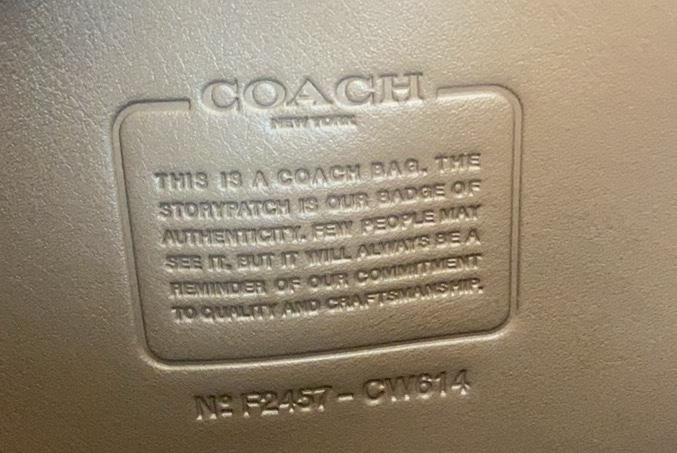 COACH
NEW YORK
THIS IS A COACH BAG. THE
STORYPATCH IS OUR BADGE OF
AUTHENTICITY. FEW PEOPLE MAY
SEE IT, BUT IT WILL ALWAYS BE A
REMINDER OF OUR COMMITMENT
TO QUALITY AND CRAFTSMANSHIP.
Nº F2457 - CW614